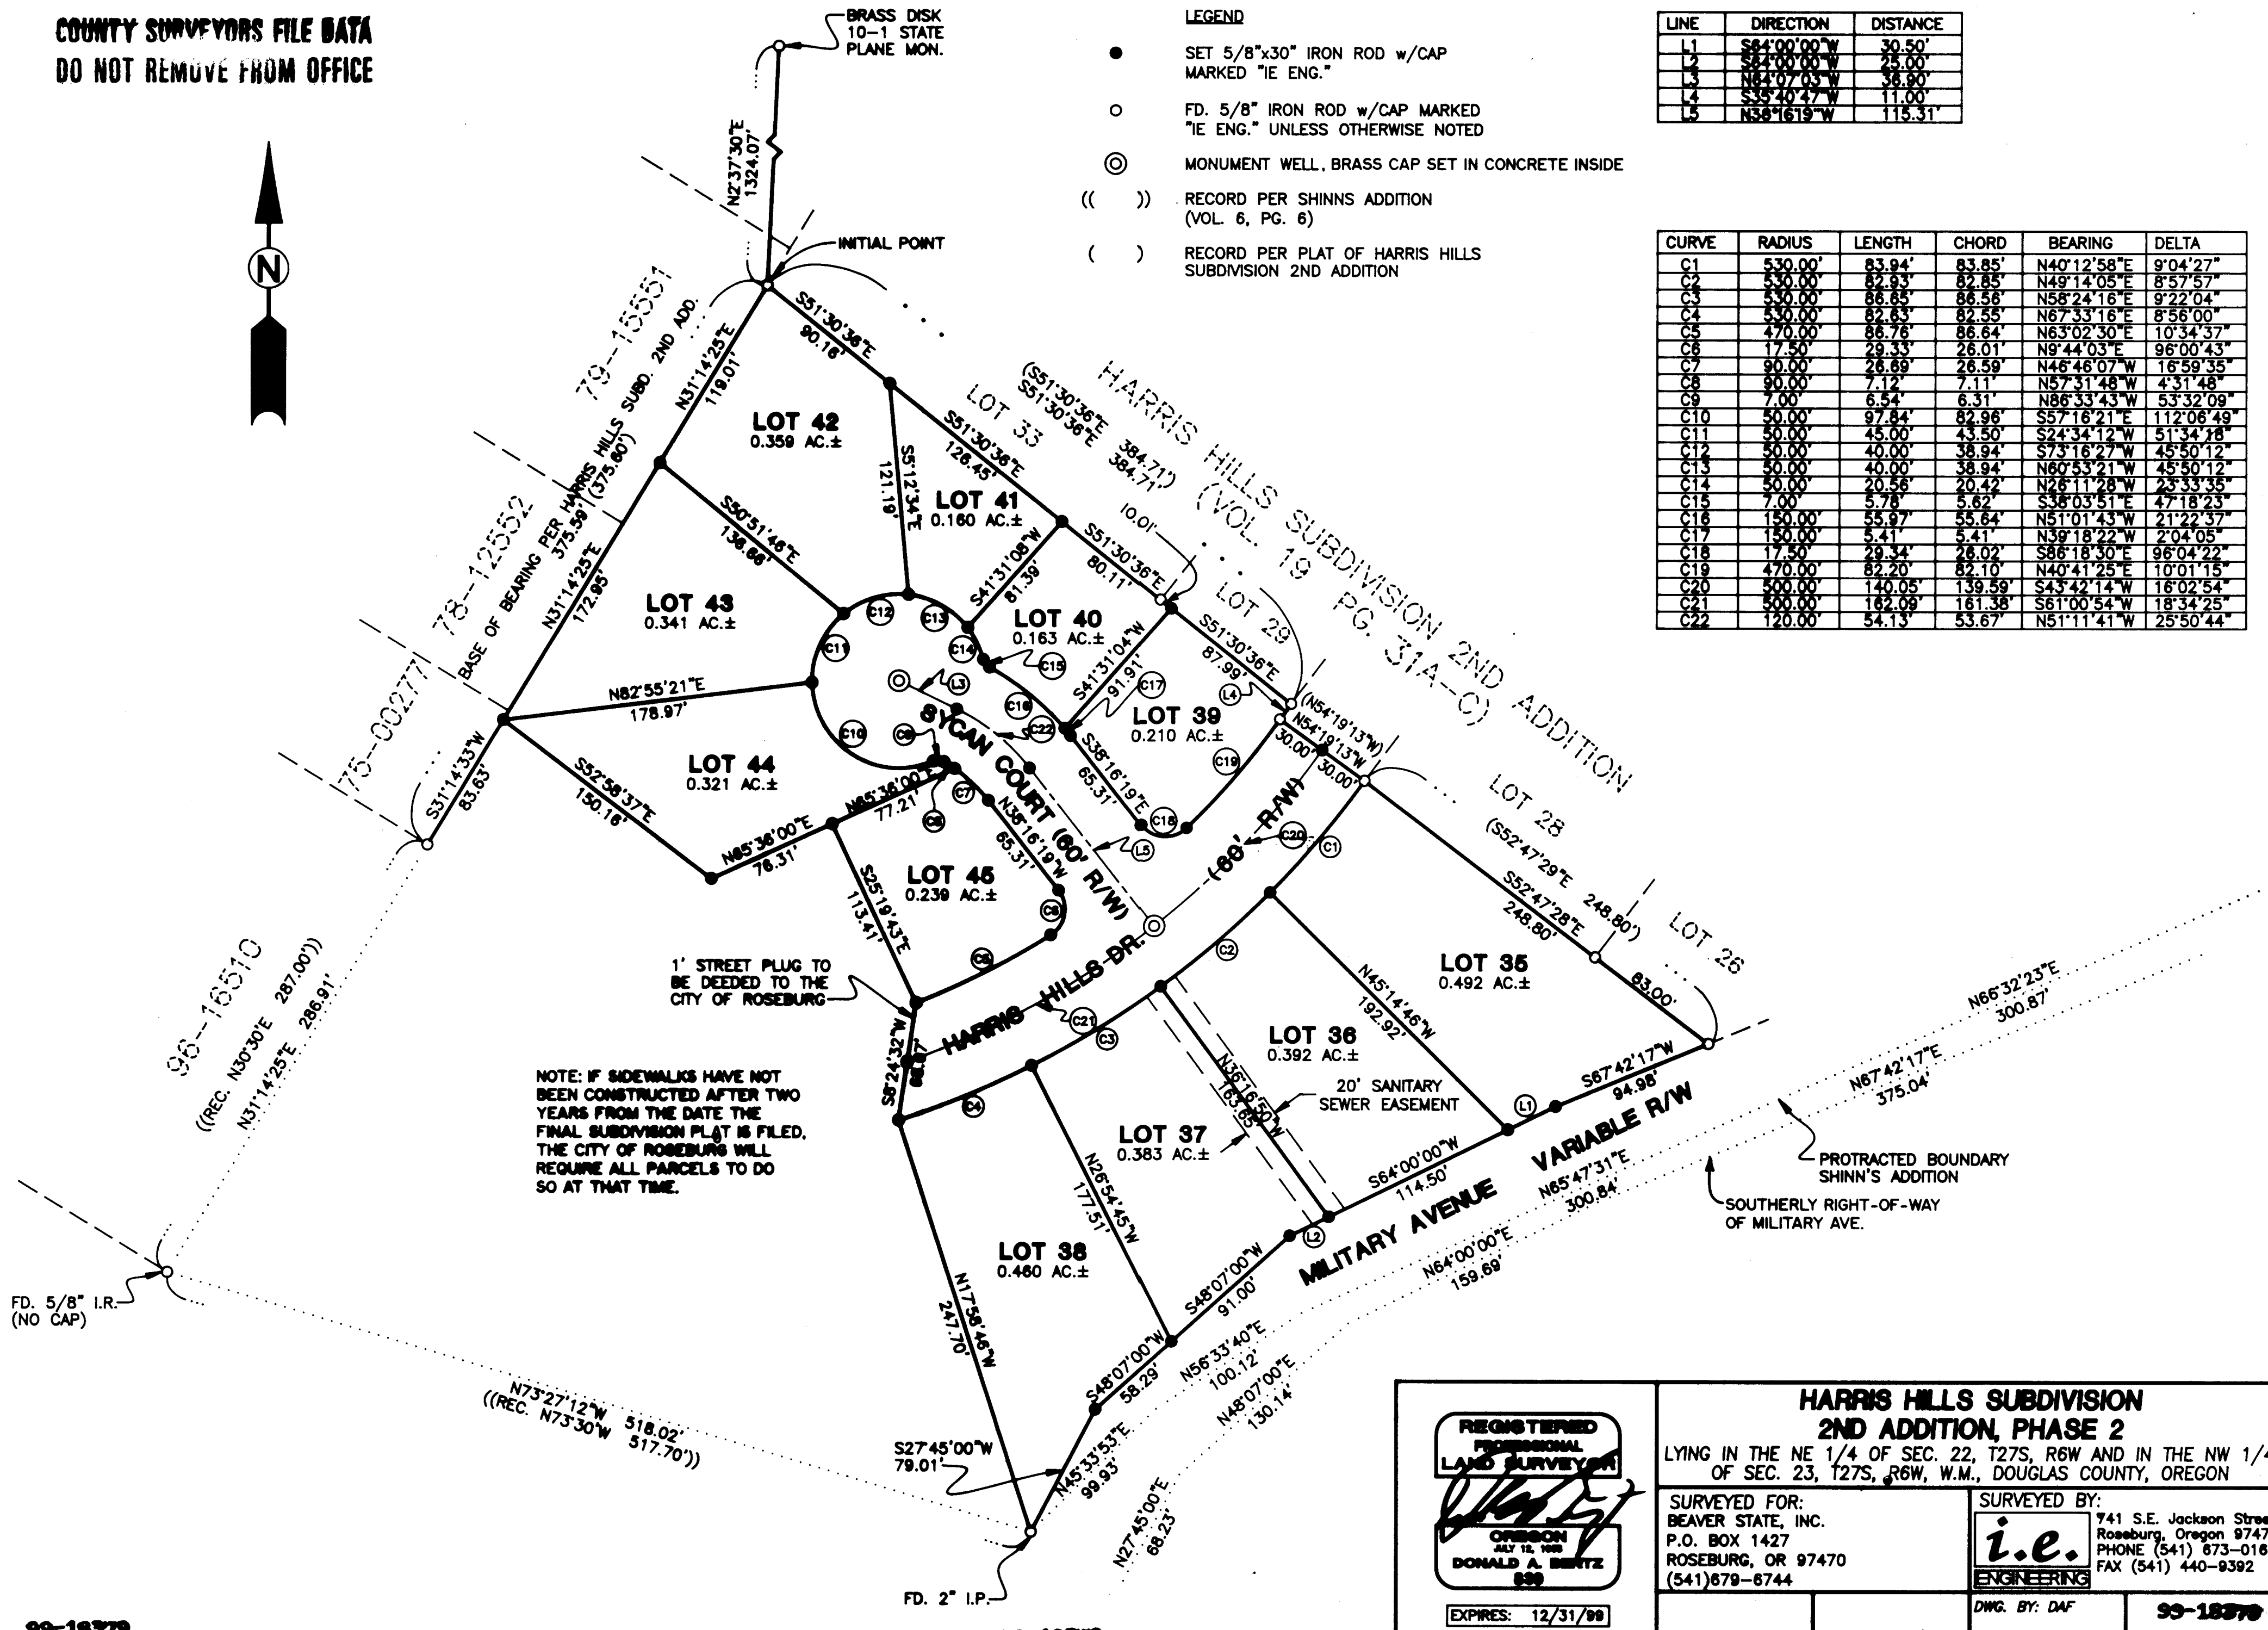 COUNTY SURVEYORS FILE DATA
DO NOT REMOVE FROM OFFICE
N
BRASS DISK
10-1 STATE
PLANE MON.
N2°37'30"E
1324.07'
INITIAL POINT
LEGEND
SET 5/8"x30" IRON ROD w/CAP
MARKED "IE ENG."
FD. 5/8" IRON ROD w/CAP MARKED
"IE ENG." UNLESS OTHERWISE NOTED
MONUMENT WELL, BRASS CAP SET IN CONCRETE INSIDE
(( )) RECORD PER SHINNS ADDITION
(VOL. 6, PG. 6)
( ) RECORD PER PLAT OF HARRIS HILLS
SUBDIVISION 2ND ADDITION
LINE DIRECTION DISTANCE
L1 S64°00'00"W 30.50'
L2 S64°00'00"W 25.00'
L3 N64°07'03"W 36.90'
L4 S35°40'47"W 11.00'
L5 N38°16'19"W 115.31'
CURVE RADIUS LENGTH CHORD BEARING DELTA
C1 530.00' 83.94' 83.85' N40°12'58"E 9°04'27"
C2 530.00' 82.93' 82.85' N49°14'05"E 8°57'57"
C3 530.00' 86.65' 86.56' N58°24'16"E 9°22'04"
C4 530.00' 82.63' 82.55' N67°33'16"E 8°56'00"
C5 470.00' 86.76' 86.64' N63°02'30"E 10°34'37"
C6 17.50' 29.33' 26.01' N9°44'03"E 96°00'43"
C7 90.00' 26.69' 26.59' N46°46'07"W 16°59'35"
C8 90.00' 7.12' 7.11' N57°31'48"W 4°31'48"
C9 7.00' 6.54' 6.31' N86°33'43"W 53°32'09"
C10 50.00' 97.84' 82.96' S57°16'21"E 112°06'49"
C11 50.00' 45.00' 43.50' S24°34'12"W 51°34'18"
C12 50.00' 40.00' 38.94' S73°16'27"W 45°50'12"
C13 50.00' 40.00' 38.94' N60°53'21"W 45°50'12"
C14 50.00' 20.56' 20.42' N26°11'28"W 23°33'35"
C15 7.00' 5.78' 5.62' S38°03'51"E 47°18'23"
C16 150.00' 55.97' 55.64' N51°01'43"W 21°22'37"
C17 150.00' 5.41' 5.41' N39°18'22"W 2°04'05"
C18 17.50' 29.34' 26.02' S86°18'30"E 96°04'22"
C19 470.00' 82.20' 82.10' N40°41'25"E 10°01'15"
C20 500.00' 140.05' 139.59' S43°42'14"W 16°02'54"
C21 500.00' 162.09' 161.38' S61°00'54"W 18°34'25"
C22 120.00' 54.13' 53.67' N51°11'41"W 25°50'44"
79-15551
78-12552
75-00277
96-16510
BASE OF BEARING PER HARRIS HILLS SUBD. 2ND ADD.
375.59' (375.60')
N31°14'25"E
119.01'
N31°14'25"E
172.95'
S31°14'33"W
83.63'
S51°30'36"E
90.16'
S51°30'36"E
126.45'
S51°30'36"E
80.11'
10.01'
S51°30'36"E
87.99'
LOT 33
(S51°30'36"E 384.71')
S51°30'36"E 384.71'
HARRIS HILLS SUBDIVISION 2ND ADDITION
(VOL. 19 PG. 31A-C)
LOT 29
LOT 28
LOT 26
LOT 42
0.359 AC.±
S5°12'34"E
121.19'
LOT 41
0.160 AC.±
S41°31'08"W
81.39'
S50°51'46"E
136.66'
LOT 43
0.341 AC.±
LOT 40
0.163 AC.±
S41°31'04"W
91.91'
LOT 39
0.210 AC.±
(N54°19'13"W)
N54°19'13"W
30.00'
30.00'
N82°55'21"E
178.97'
LOT 44
0.321 AC.±
S52°58'37"E
150.16'
N65°36'00"E
77.21'
N65°36'00"E
76.31'
C12
C13
C11
C14
C15
C16
C17
C22
L3
L4
C10
C9
C8
C7
C19
C18
C20
C1
L5
C6
C5
C2
C21
C3
C4
L1
L2
S38°16'19"E
65.31'
N38°16'19"W
65.31'
SYCAN COURT (60' R/W)
HARRIS HILLS DR.
(60' R/W)
LOT 45
0.239 AC.±
S25°19'43"E
113.41'
1' STREET PLUG TO
BE DEEDED TO THE
CITY OF ROSEBURG
S8°24'32"W
(S52°47'29"E 248.80')
S52°47'28"E
248.80'
83.00'
LOT 35
0.492 AC.±
N45°14'46"W
192.92'
LOT 36
0.392 AC.±
N36°16'50"W
20' SANITARY
SEWER EASEMENT
S67°42'17"W
94.98'
S64°00'00"W
114.50'
LOT 37
0.383 AC.±
N26°54'45"W
177.51'
LOT 38
0.460 AC.±
N17°58'46"W
247.70'
S48°07'00"W
91.00'
S48°07'00"W
58.29'
S27°45'00"W
79.01'
MILITARY AVENUE
VARIABLE R/W
N66°32'23"E
300.87'
N67°42'17"E
375.04'
N65°47'31"E
300.84'
N64°00'00"E
159.69'
N56°33'40"E
100.12'
N48°07'00"E
130.14'
N45°33'53"E
99.93'
N27°45'00"E
68.23'
PROTRACTED BOUNDARY
SHINN'S ADDITION
SOUTHERLY RIGHT-OF-WAY
OF MILITARY AVE.
NOTE: IF SIDEWALKS HAVE NOT
BEEN CONSTRUCTED AFTER TWO
YEARS FROM THE DATE THE
FINAL SUBDIVISION PLAT IS FILED,
THE CITY OF ROSEBURG WILL
REQUIRE ALL PARCELS TO DO
SO AT THAT TIME.
((REC. N30°30'E 287.00'))
N31°14'25"E 286.91'
FD. 5/8" I.R.
(NO CAP)
N73°27'12"W 518.02'
((REC. N73°30'W 517.70'))
FD. 2" I.P.
REGISTERED
PROFESSIONAL
LAND SURVEYOR
OREGON
DONALD A. BENTZ
EXPIRES: 12/31/99
HARRIS HILLS SUBDIVISION
2ND ADDITION, PHASE 2
LYING IN THE NE 1/4 OF SEC. 22, T27S, R6W AND IN THE NW 1/4
OF SEC. 23, T27S, R6W, W.M., DOUGLAS COUNTY, OREGON
SURVEYED FOR:
BEAVER STATE, INC.
P.O. BOX 1427
ROSEBURG, OR 97470
(541)679-6744
SURVEYED BY:
i.e.
ENGINEERING
741 S.E. Jackson Stree
Roseburg, Oregon 9747
PHONE (541) 673-016
FAX (541) 440-9392
DWG. BY: DAF